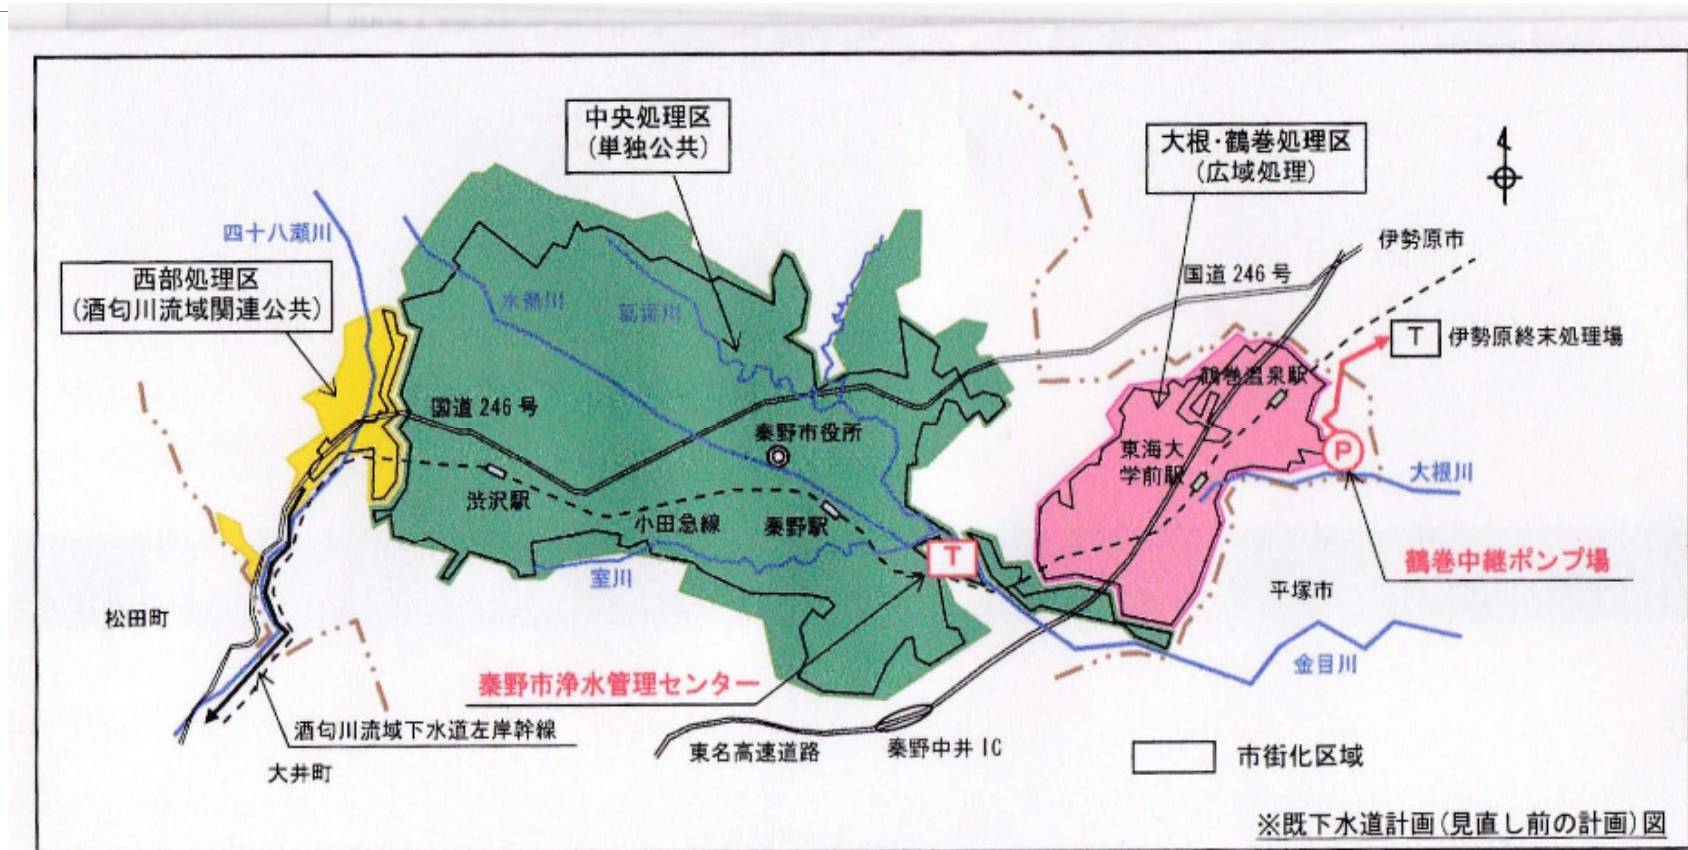 中央処理区
(単独公共)
大根・鶴巻処理区
(広域処理)
四十八瀬川
西部処理区
(酒匂川流域関連公共)
水無川
葛葉川
国道246号
伊勢原市
T 伊勢原終末処理場
鶴巻温泉駅
国道246号
秦野市役所
東海大
学前駅
P
大根川
渋沢駅
小田急線
秦野駅
T
室川
鶴巻中継ポンプ場
平塚市
松田町
金目川
秦野市浄水管理センター
酒匂川流域下水道左岸幹線
東名高速道路
秦野中井IC
市街化区域
大井町
※既下水道計画(見直し前の計画)図